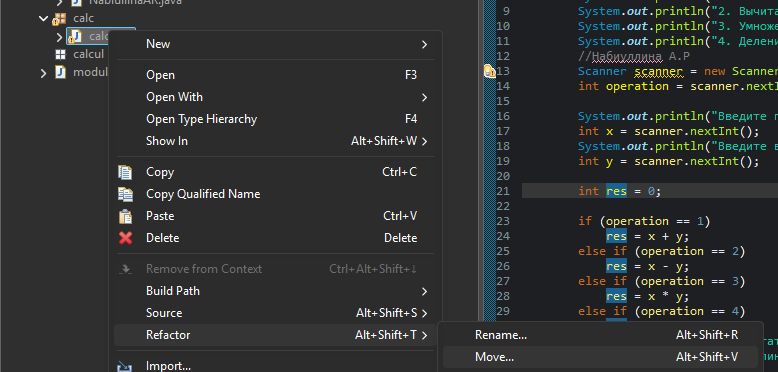 NabiullinaAR.java
calc
calc
calcul
modul
New
Open F3
Open With
Open Type Hierarchy F4
Show In Alt+Shift+W
Copy Ctrl+C
Copy Qualified Name
Paste Ctrl+V
Delete Delete
Remove from Context Ctrl+Alt+Shift+↓
Build Path
Source Alt+Shift+S
Refactor Alt+Shift+T
Import...
Rename... Alt+Shift+R
Move... Alt+Shift+V
9 System.out.println("2. Вычита
10 System.out.println("3. Умноже
11 System.out.println("4. Делени
12 //Набиуллина А.Р
13 Scanner scanner = new Scanner
14 int operation = scanner.nextI
15
16 System.out.println("Введите п
17 int x = scanner.nextInt();
18 System.out.println("Введите в
19 int y = scanner.nextInt();
20
21 int res = 0;
22
23 if (operation == 1)
24 res = x + y;
25 else if (operation == 2)
26 res = x - y;
27 else if (operation == 3)
28 res = x * y;
29 else if (operation == 4)